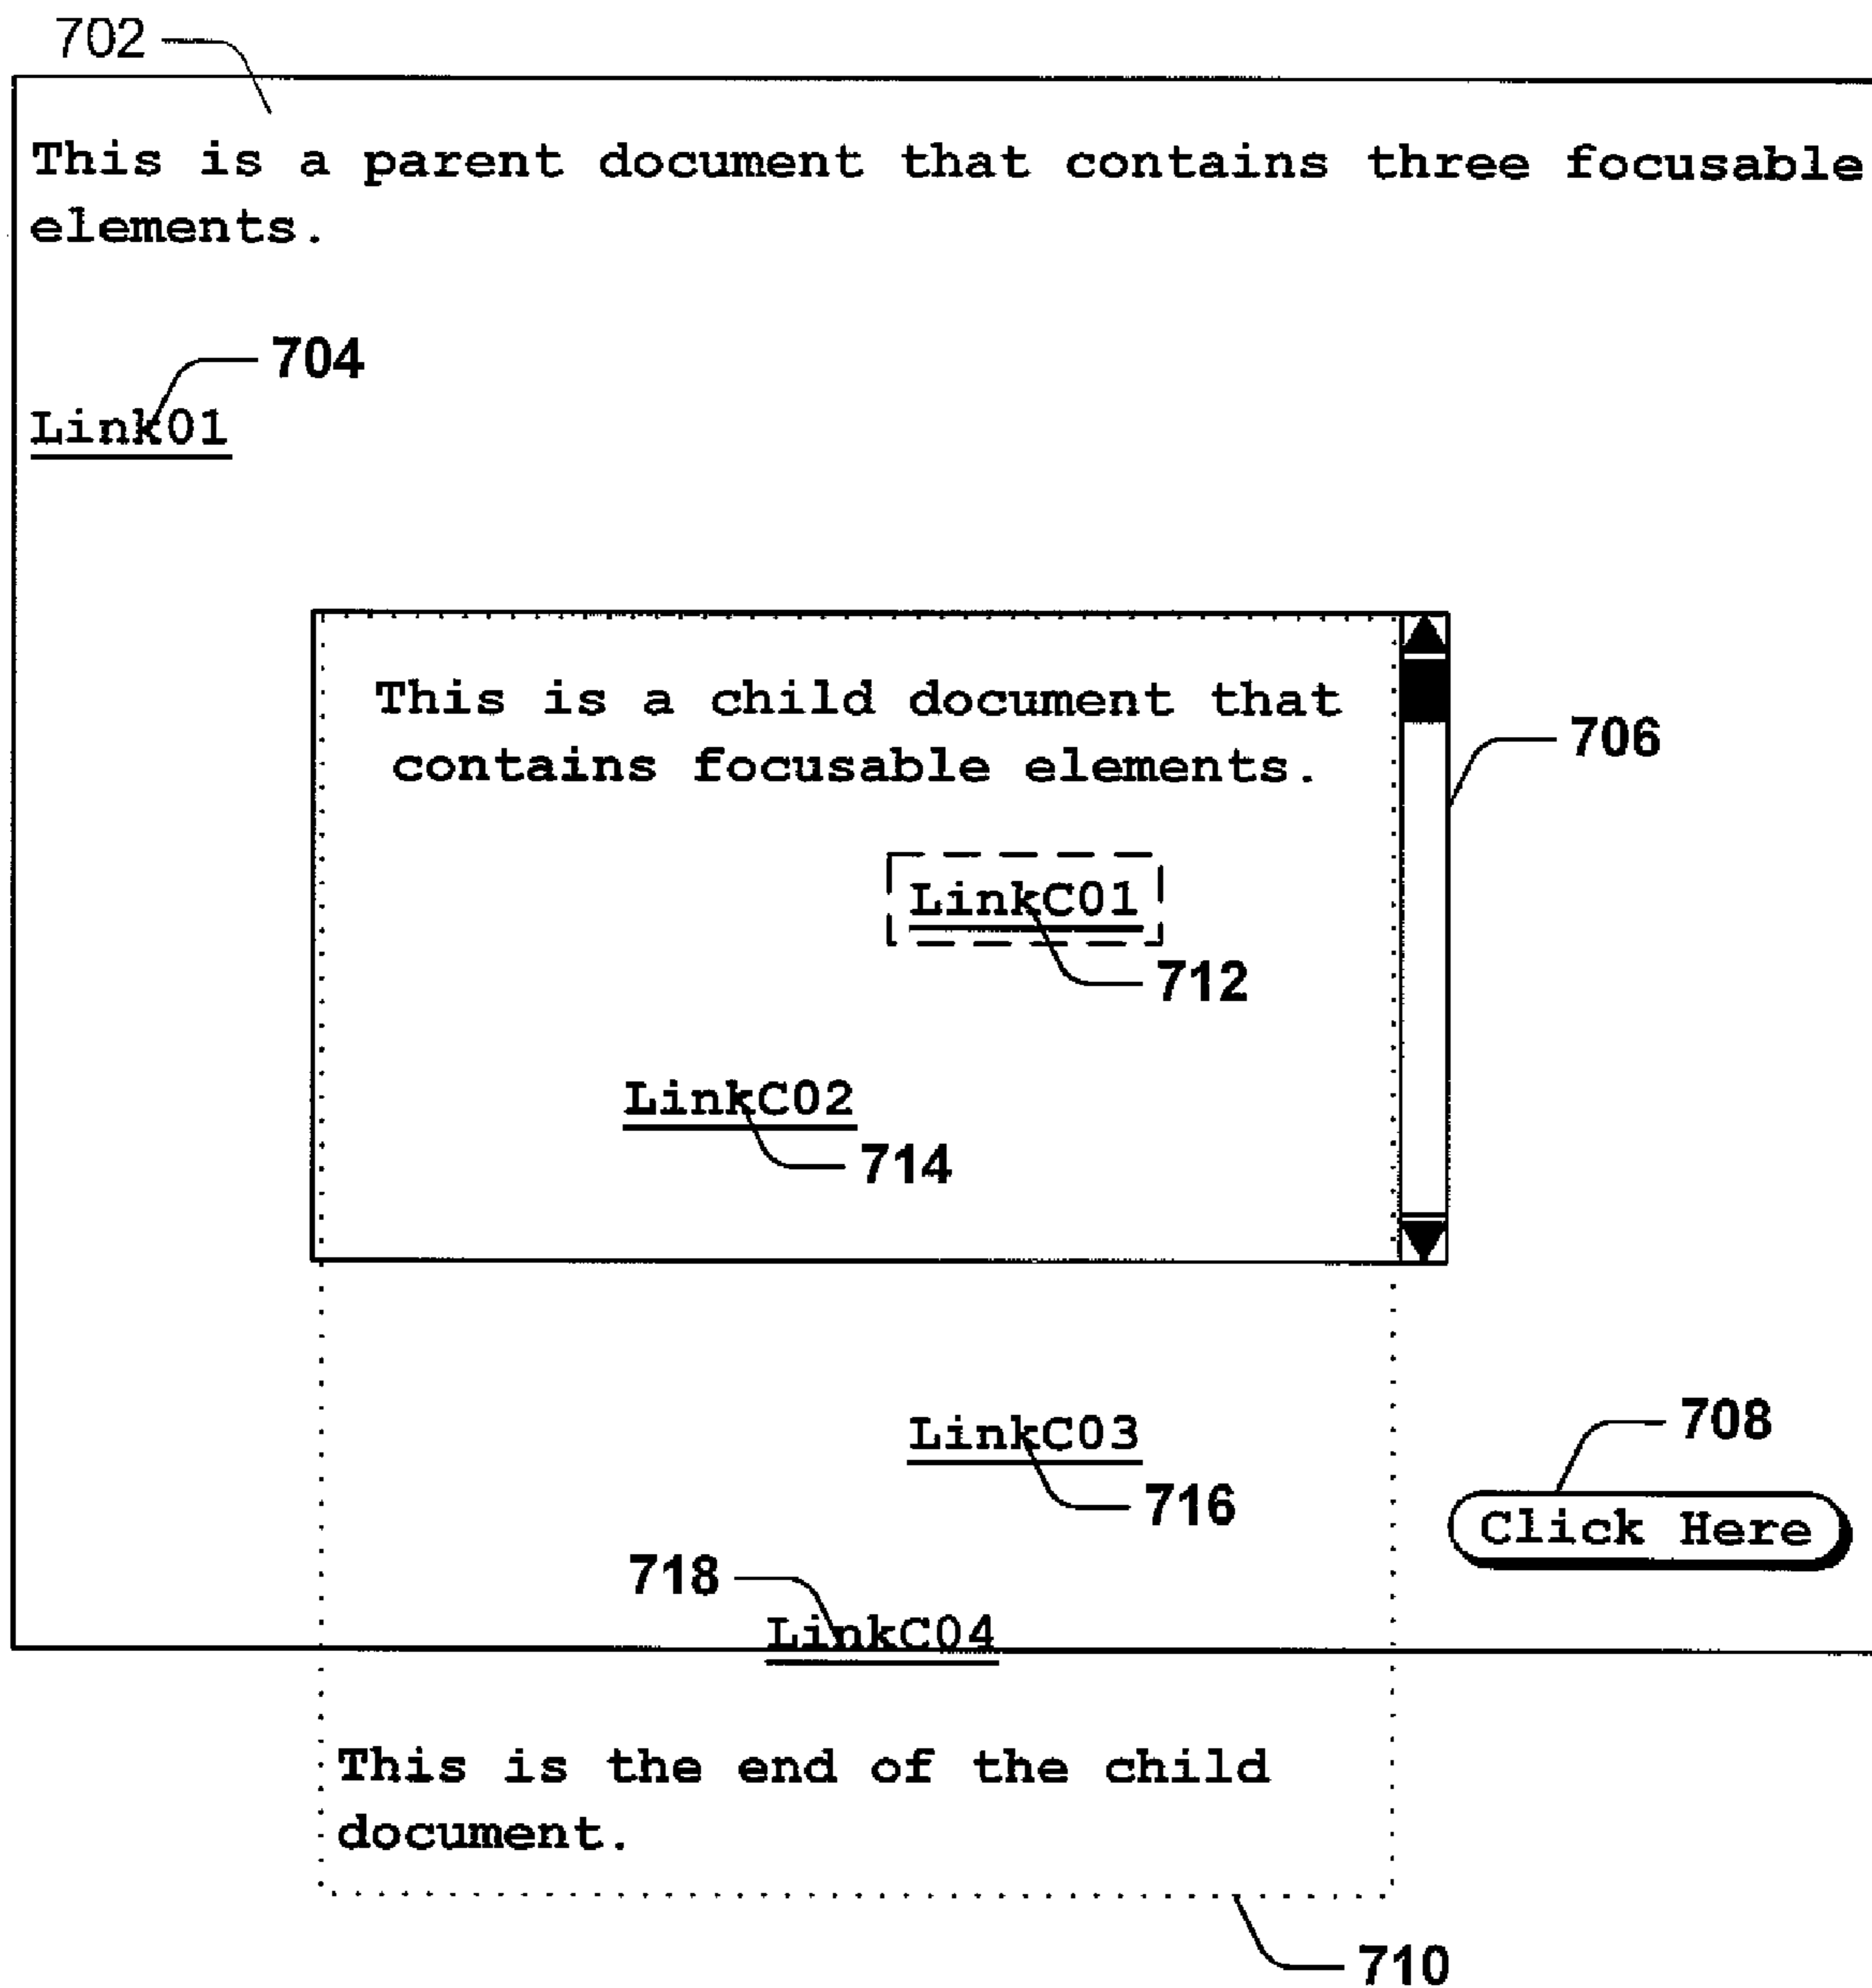 702
This is a parent document that contains three focusable
elements.
704
Link01
This is a child document that
contains focusable elements.
706
LinkC01
712
LinkC02
714
LinkC03
716
708
Click Here
718
LinkC04
This is the end of the child
document.
710